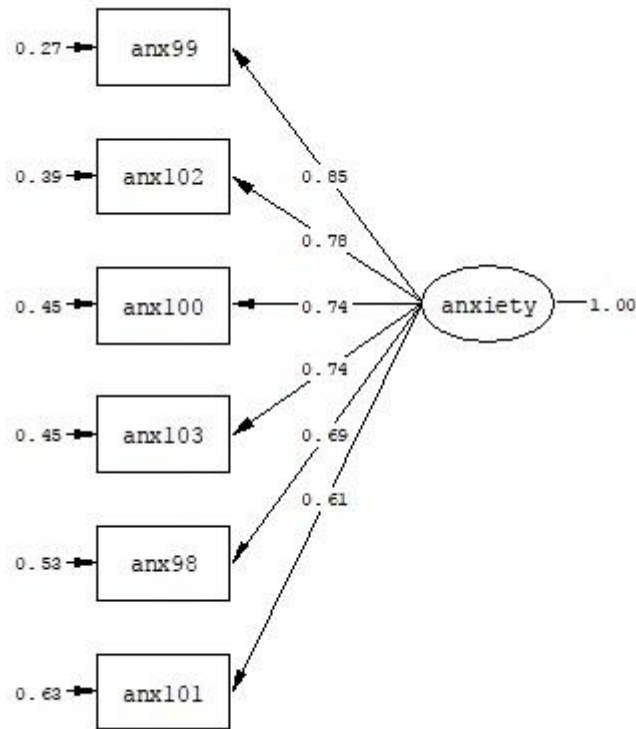 0.27 anx99
0.85
0.39 anx102
0.78
0.45 anx100 0.74 anxiety 1.00
0.74
0.45 anx103
0.69
0.61
0.53 anx98
0.63 anx101